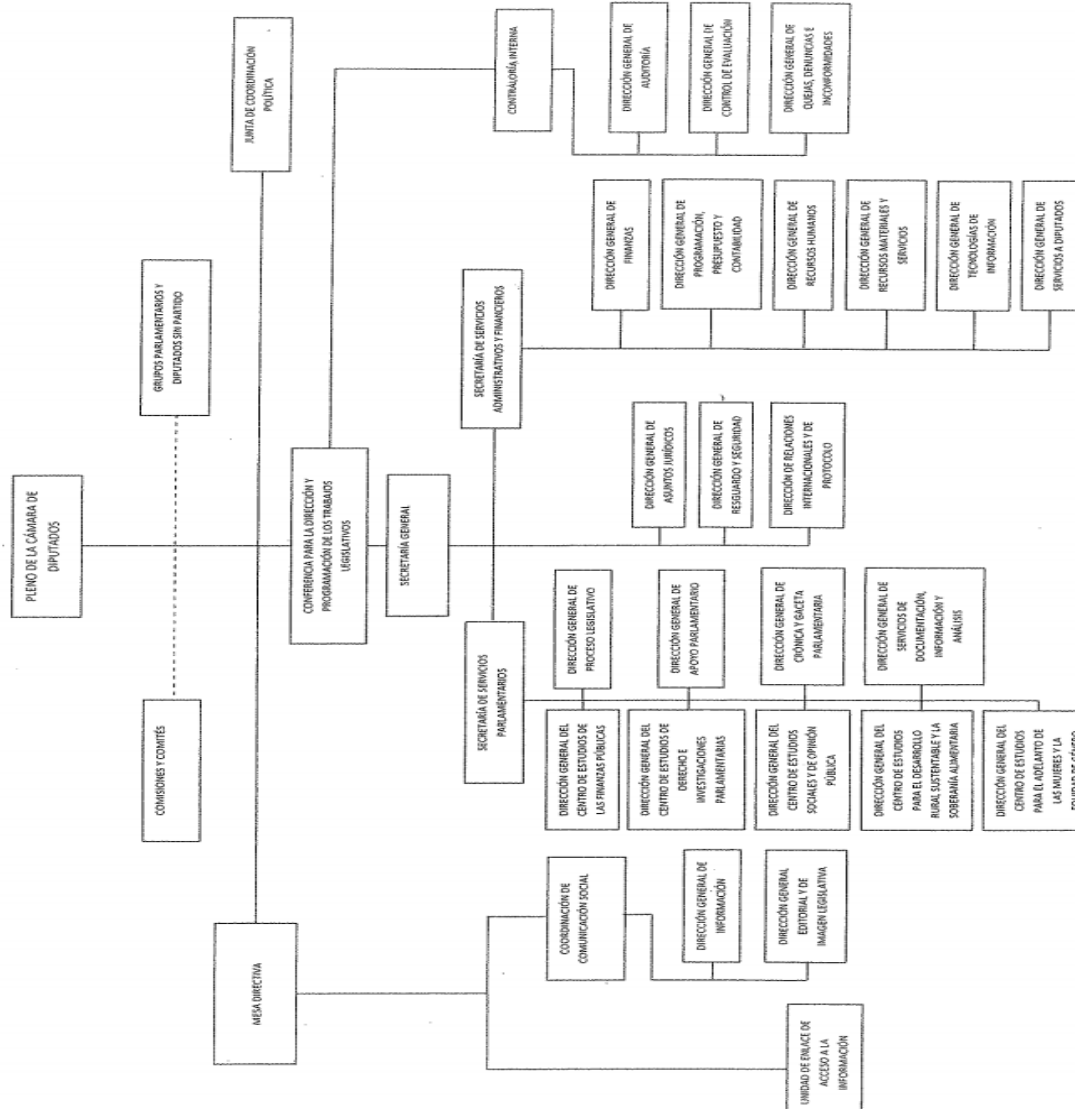 PLENO DE LA CÁMARA DE
DIPUTADOS
COMISIONES Y COMITÉS
GRUPOS PARLAMENTARIOS Y
DIPUTADOS SIN PARTIDO
MESA DIRECTIVA
JUNTA DE COORDINACIÓN
POLÍTICA
CONFERENCIA PARA LA DIRECCIÓN Y
PROGRAMACIÓN DE LOS TRABAJOS
LEGISLATIVOS
SECRETARÍA GENERAL
COORDINACIÓN DE
COMUNICACIÓN SOCIAL
DIRECCIÓN GENERAL DE
INFORMACIÓN
DIRECCIÓN GENERAL
EDITORIAL Y DE
IMAGEN LEGISLATIVA
UNIDAD DE ENLACE DE
ACCESO A LA
INFORMACIÓN
SECRETARÍA DE SERVICIOS
PARLAMENTARIOS
DIRECCIÓN GENERAL DEL
CENTRO DE ESTUDIOS DE
LAS FINANZAS PÚBLICAS
DIRECCIÓN GENERAL DE
PROCESO LEGISLATIVO
DIRECCIÓN GENERAL DEL
CENTRO DE ESTUDIOS DE
DERECHO E
INVESTIGACIONES
PARLAMENTARIAS
DIRECCIÓN GENERAL DE
APOYO PARLAMENTARIO
DIRECCIÓN GENERAL DEL
CENTRO DE ESTUDIOS
SOCIALES Y DE OPINIÓN
PÚBLICA
DIRECCIÓN GENERAL DE
CRÓNICA Y GACETA
PARLAMENTARIA
DIRECCIÓN GENERAL DEL
CENTRO DE ESTUDIOS
PARA EL DESARROLLO
RURAL SUSTENTABLE Y LA
SOBERANÍA ALIMENTARIA
DIRECCIÓN GENERAL DE
SERVICIOS DE
DOCUMENTACIÓN,
INFORMACIÓN Y
ANÁLISIS
DIRECCIÓN GENERAL DEL
CENTRO DE ESTUDIOS
PARA EL ADELANTO DE
LAS MUJERES Y LA
EQUIDAD DE GÉNERO
DIRECCIÓN GENERAL DE
ASUNTOS JURÍDICOS
DIRECCIÓN GENERAL DE
RESGUARDO Y SEGURIDAD
DIRECCIÓN DE RELACIONES
INTERNACIONALES Y DE
PROTOCOLO
SECRETARÍA DE SERVICIOS
ADMINISTRATIVOS Y FINANCIEROS
DIRECCIÓN GENERAL DE
FINANZAS
DIRECCIÓN GENERAL DE
PROGRAMACIÓN,
PRESUPUESTO Y
CONTABILIDAD
DIRECCIÓN GENERAL DE
RECURSOS HUMANOS
DIRECCIÓN GENERAL DE
RECURSOS MATERIALES Y
SERVICIOS
DIRECCIÓN GENERAL DE
TECNOLOGÍAS DE
INFORMACIÓN
DIRECCIÓN GENERAL DE
SERVICIOS A DIPUTADOS
CONTRALORÍA INTERNA
DIRECCIÓN GENERAL DE
AUDITORÍA
DIRECCIÓN GENERAL DE
CONTROL DE EVALUACIÓN
DIRECCIÓN GENERAL DE
QUEJAS, DENUNCIAS E
INCONFORMIDADES